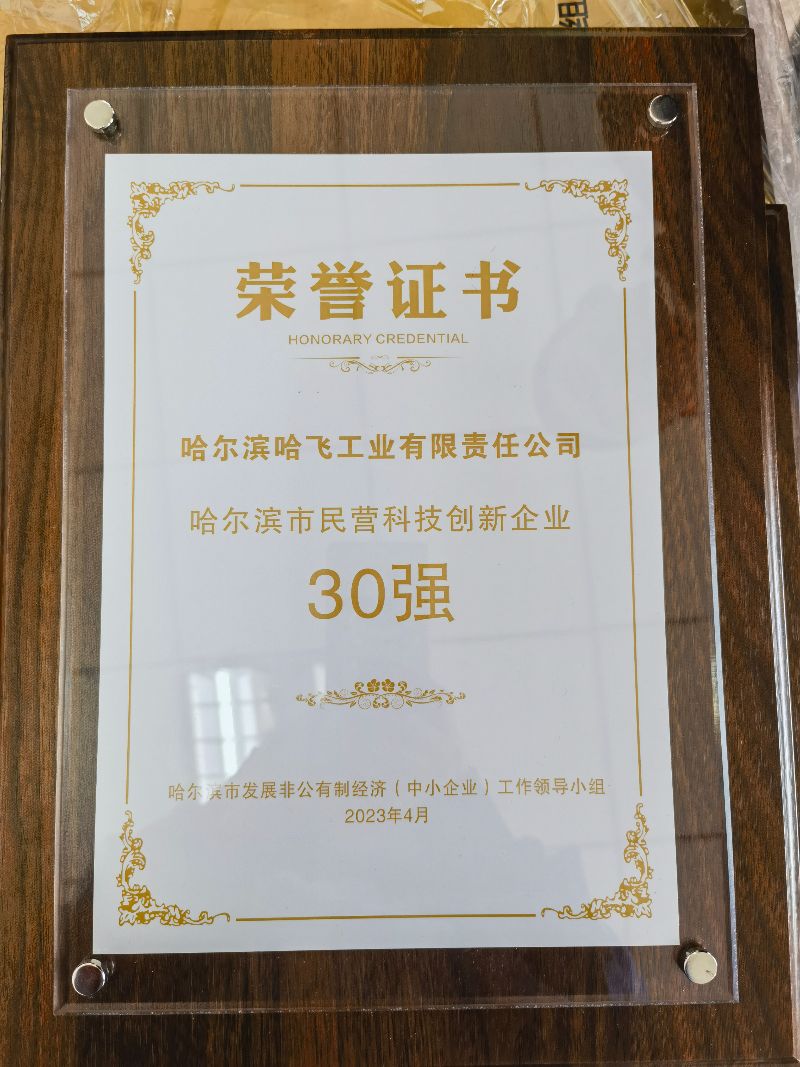 组
荣誉证书
HONORARY CREDENTIAL
哈尔滨哈飞工业有限责任公司
哈尔滨市民营科技创新企业
30强
哈尔滨市发展非公有制经济（中小企业）工作领导小组
2023年4月